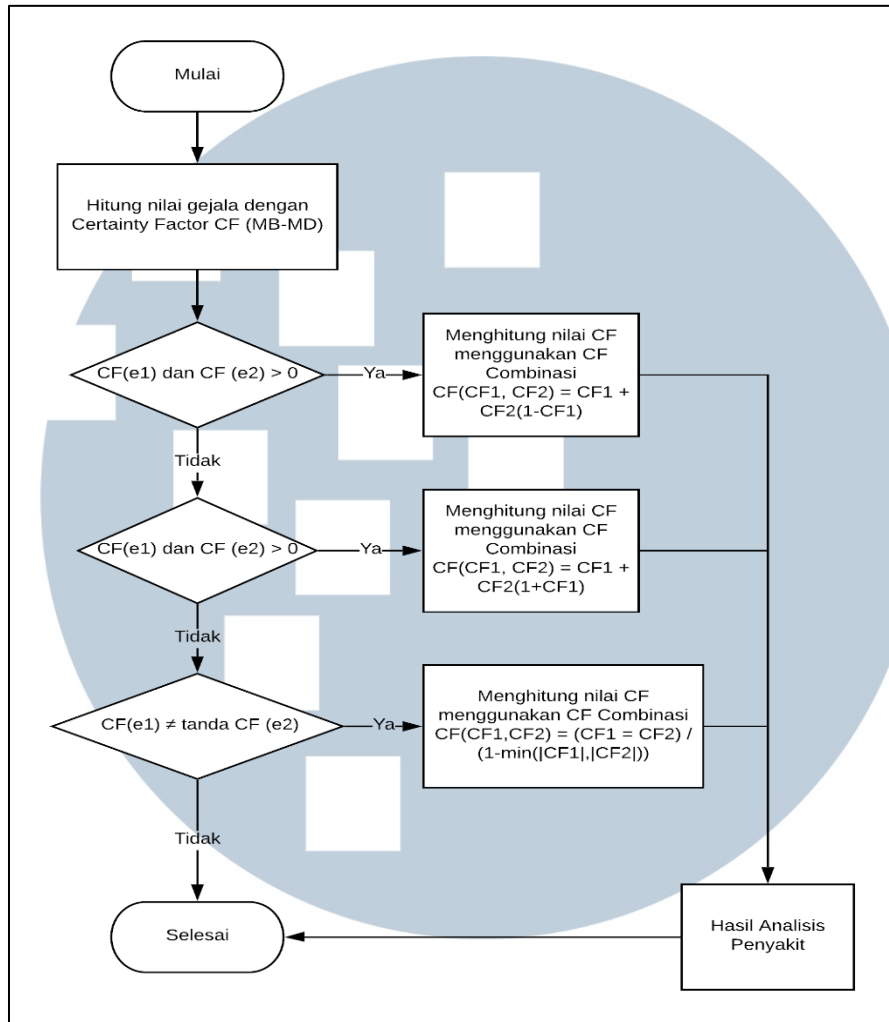 Mulai
Hitung nilai gejala dengan
Certainty Factor CF (MB-MD)
CF(e1) dan CF (e2) > 0
Ya
Menghitung nilai CF
menggunakan CF
Combinasi
CF(CF1, CF2) = CF1 +
CF2(1-CF1)
Tidak
CF(e1) dan CF (e2) > 0
Ya
Menghitung nilai CF
menggunakan CF
Combinasi
CF(CF1, CF2) = CF1 +
CF2(1+CF1)
Tidak
CF(e1) ≠ tanda CF (e2)
Ya
Menghitung nilai CF
menggunakan CF Combinasi
CF(CF1,CF2) = (CF1 = CF2) /
(1-min(|CF1|,|CF2|))
Tidak
Selesai
Hasil Analisis
Penyakit